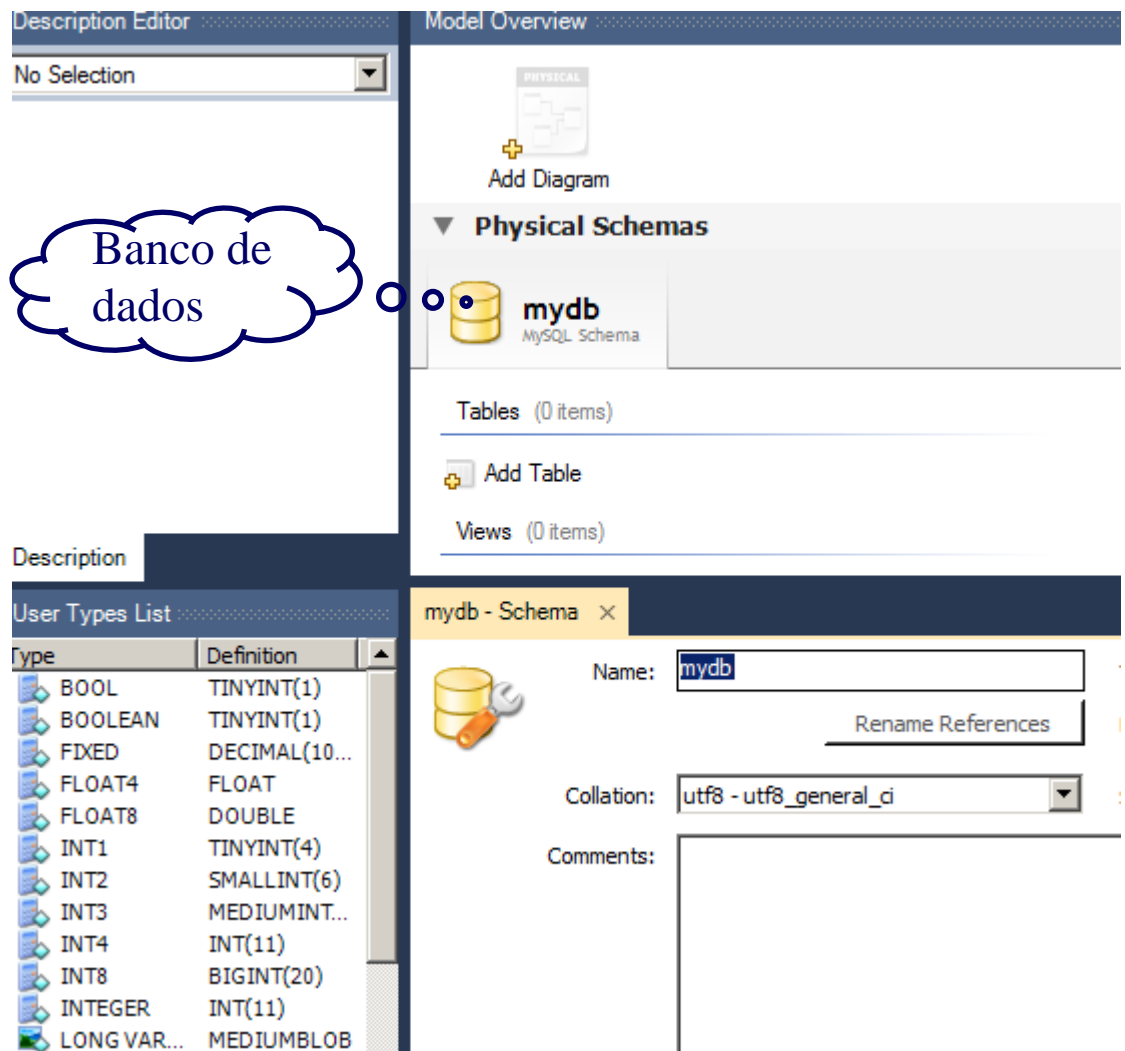 Description Editor
No Selection
Banco de
dados
Description
User Types List
Type Definition
BOOL TINYINT(1)
BOOLEAN TINYINT(1)
FIXED DECIMAL(10...
FLOAT4 FLOAT
FLOAT8 DOUBLE
INT1 TINYINT(4)
INT2 SMALLINT(6)
INT3 MEDIUMINT...
INT4 INT(11)
INT8 BIGINT(20)
INTEGER INT(11)
LONG VAR... MEDIUMBLOB
Model Overview
PHYSICAL
Add Diagram
Physical Schemas
mydb
MySQL Schema
Tables (0 items)
Add Table
Views (0 items)
mydb - Schema
Name: mydb
Rename References
Collation: utf8 - utf8_general_ci
Comments: